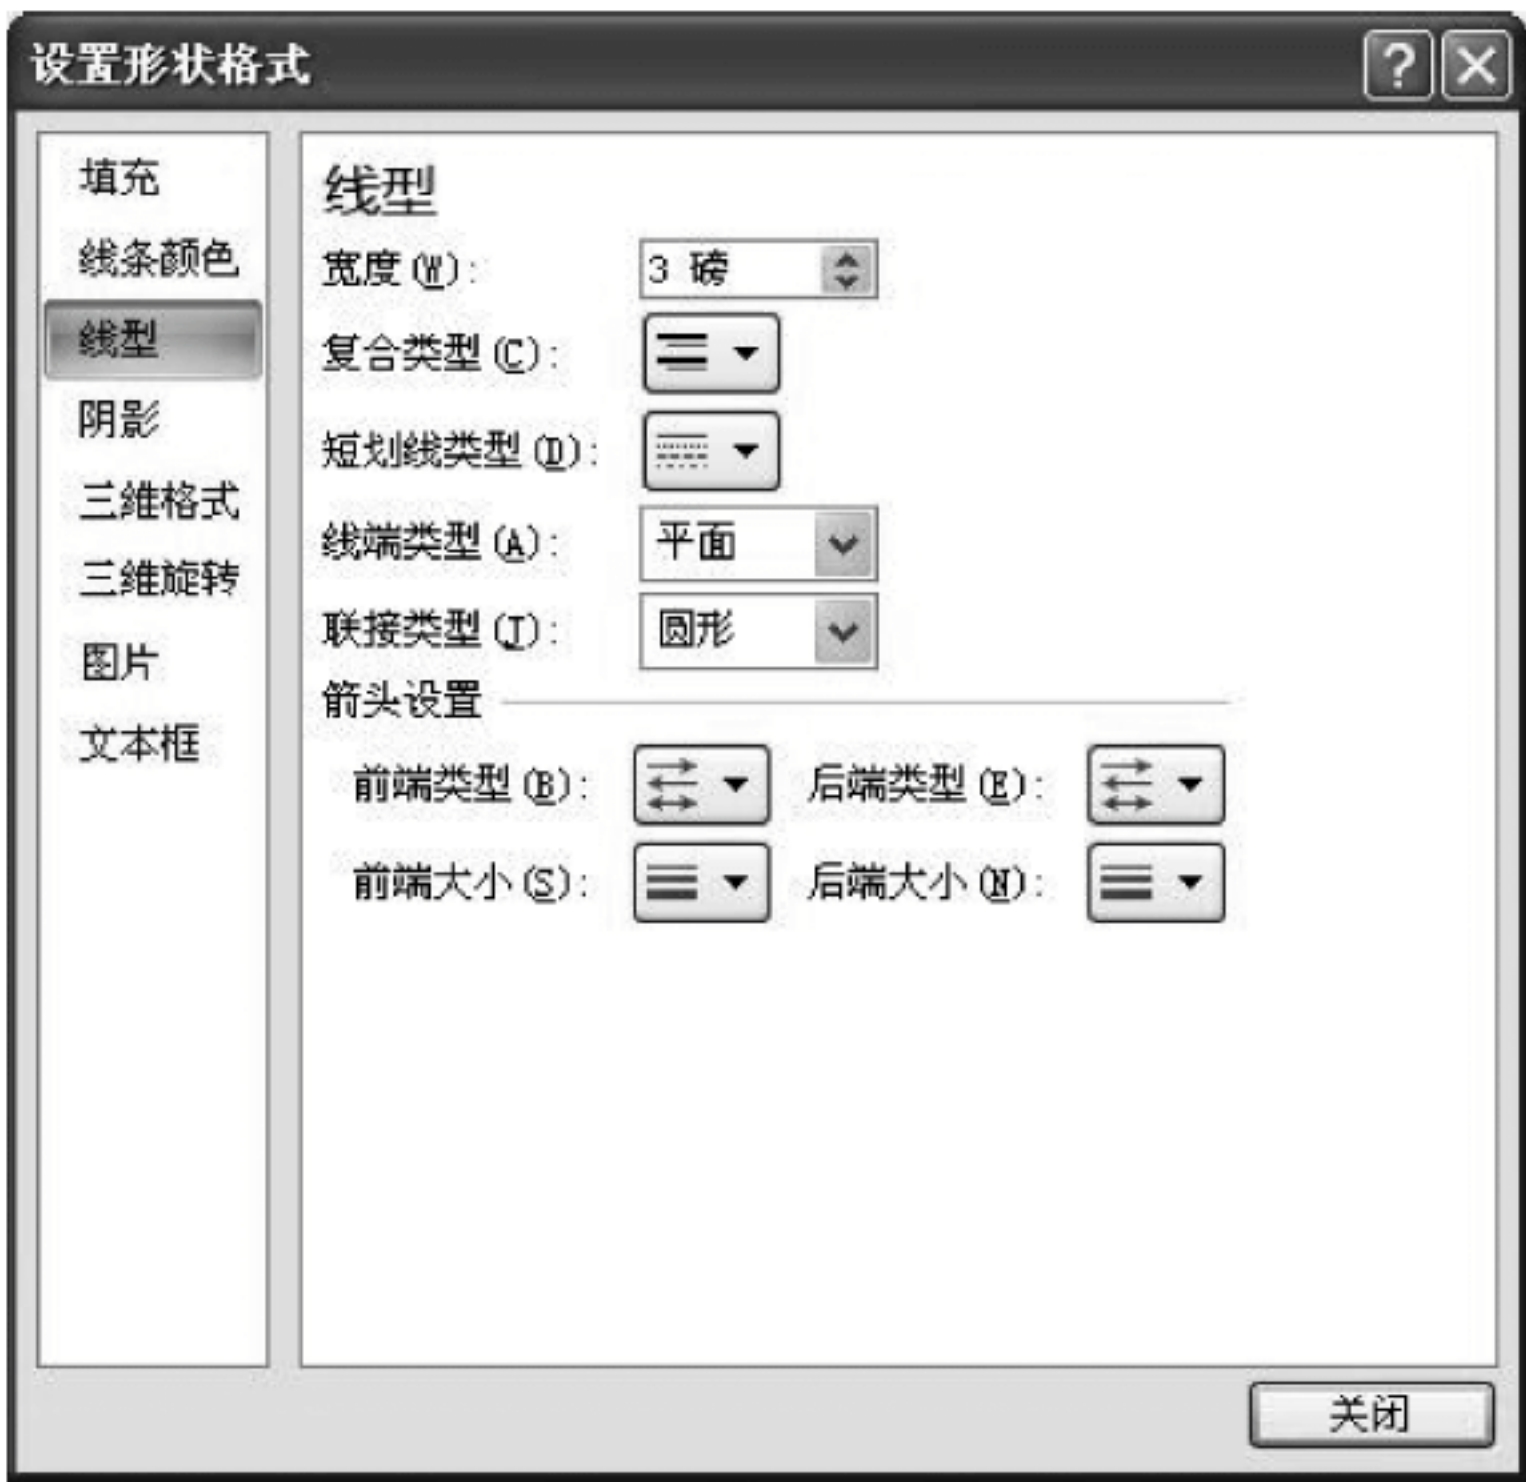 设置形状格式
填充
线条颜色
线型
阴影
三维格式
三维旋转
图片
文本框
线型
宽度(W): 3 磅
复合类型(C):
短划线类型(D):
线端类型(A): 平面
联接类型(J): 圆形
箭头设置
前端类型(B): 后端类型(E):
前端大小(S): 后端大小(N):
关闭